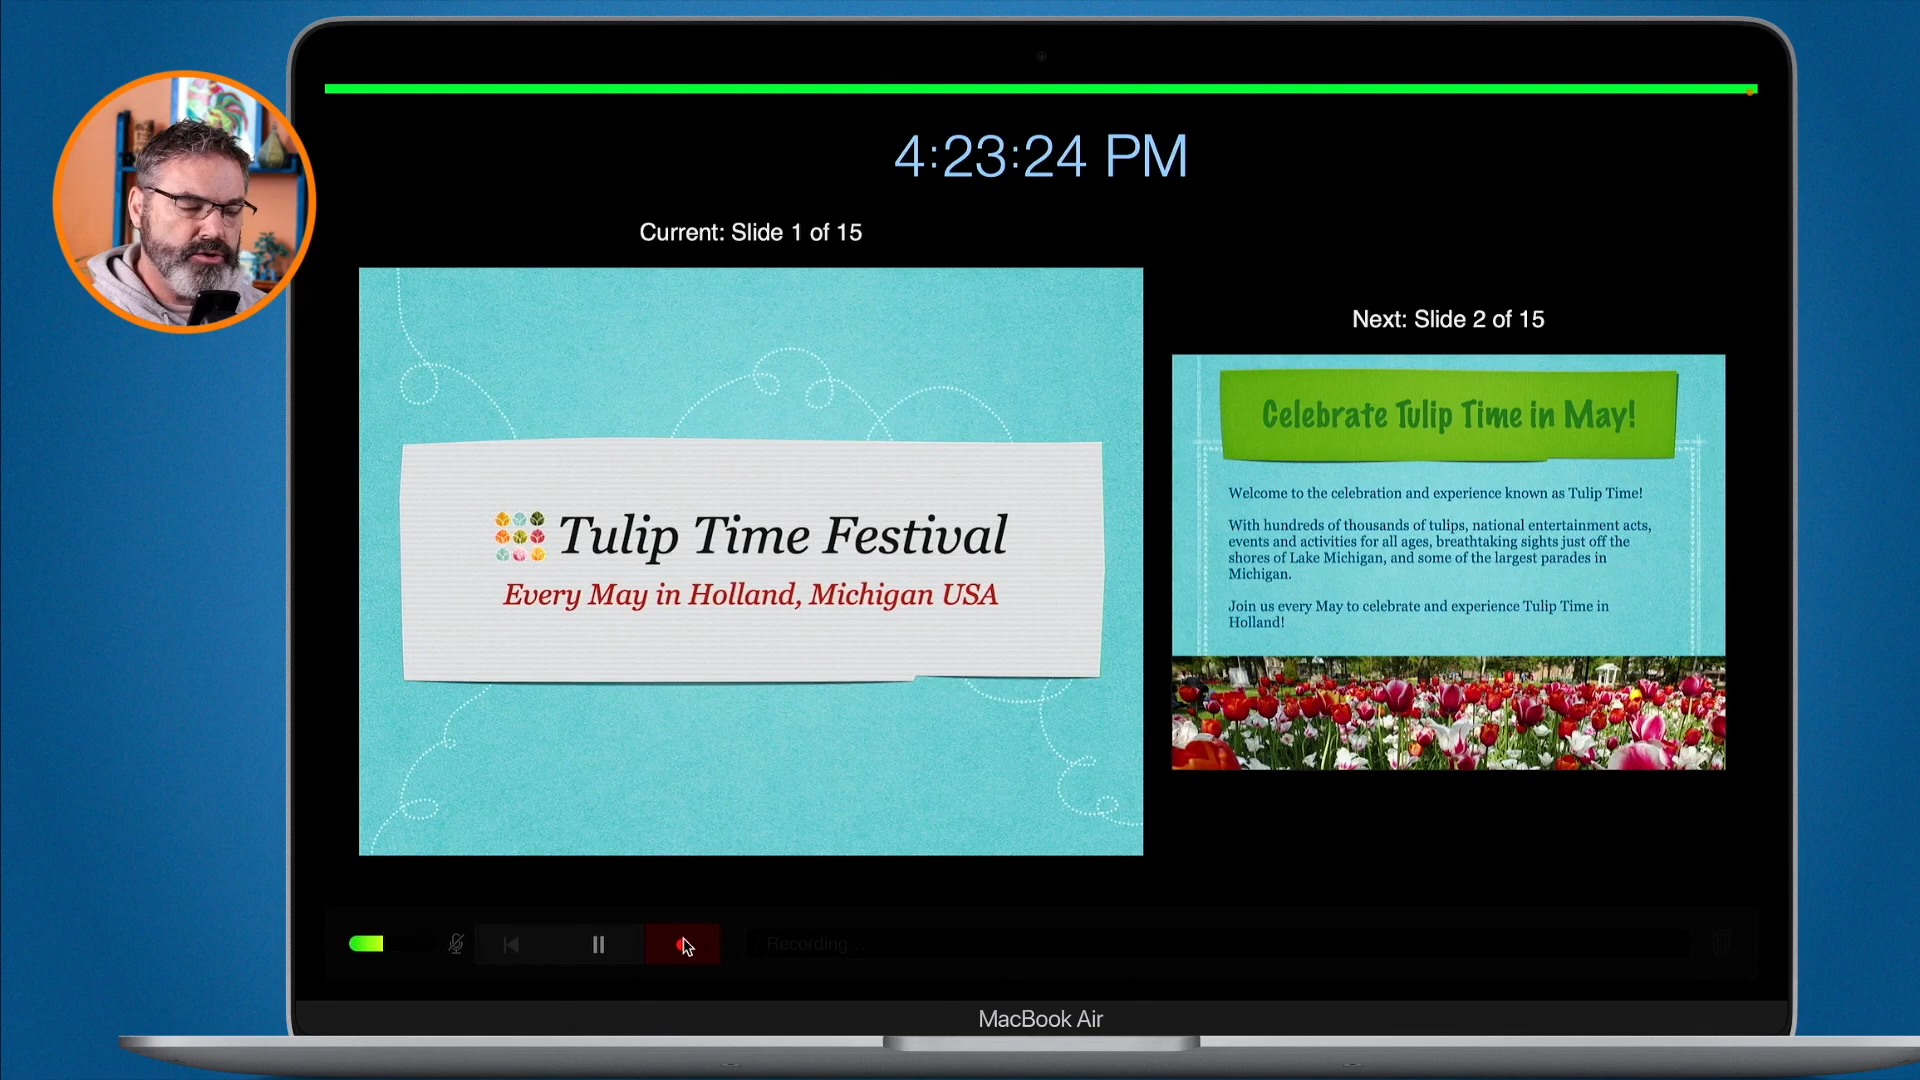 4:23:24 PM
Current: Slide 1 of 15
Tulip Time Festival
Every May in Holland, Michigan USA
Next: Slide 2 of 15
Celebrate Tulip Time in May!
Welcome to the celebration and experience known as Tulip Time!
With hundreds of thousands of tulips, national entertainment acts,
events and activities for all ages, breathtaking sights just off the
shores of Lake Michigan, and some of the largest parades in
Michigan.
Join us every May to celebrate and experience Tulip Time in
Holland!
Recording...
MacBook Air